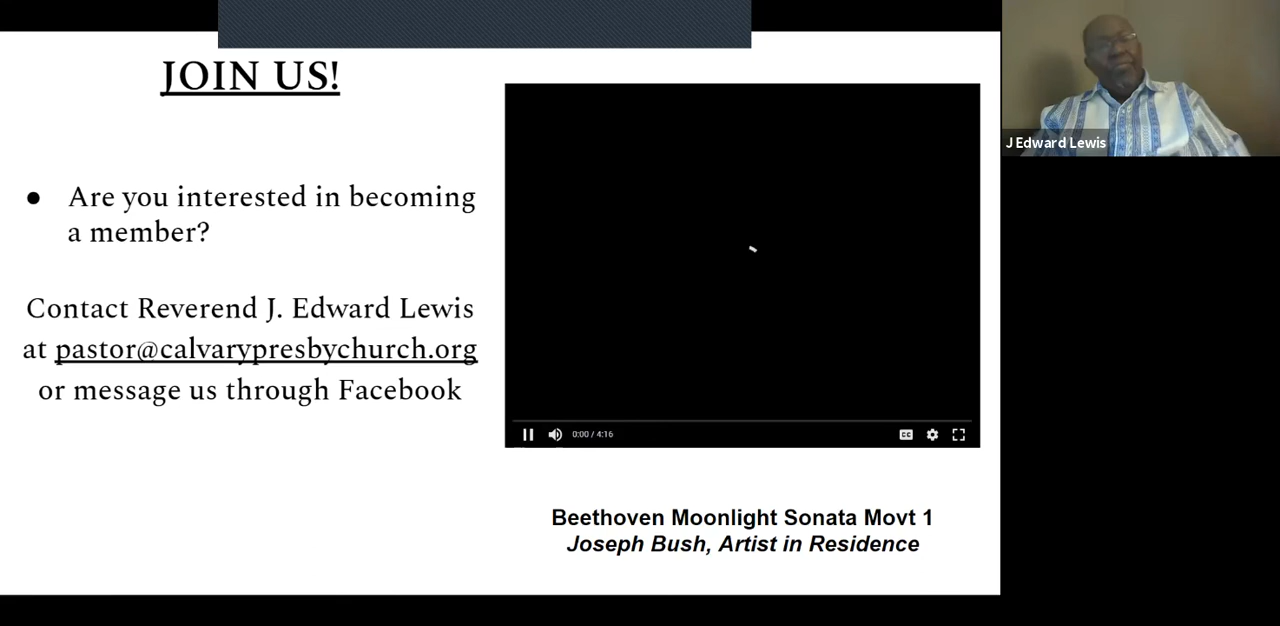 JOIN US!
● Are you interested in becoming
a member?
Contact Reverend J. Edward Lewis
at pastor@calvarypresbychurch.org
or message us through Facebook
0:00 / 4:16
CC
Beethoven Moonlight Sonata Movt 1
Joseph Bush, Artist in Residence
J Edward Lewis